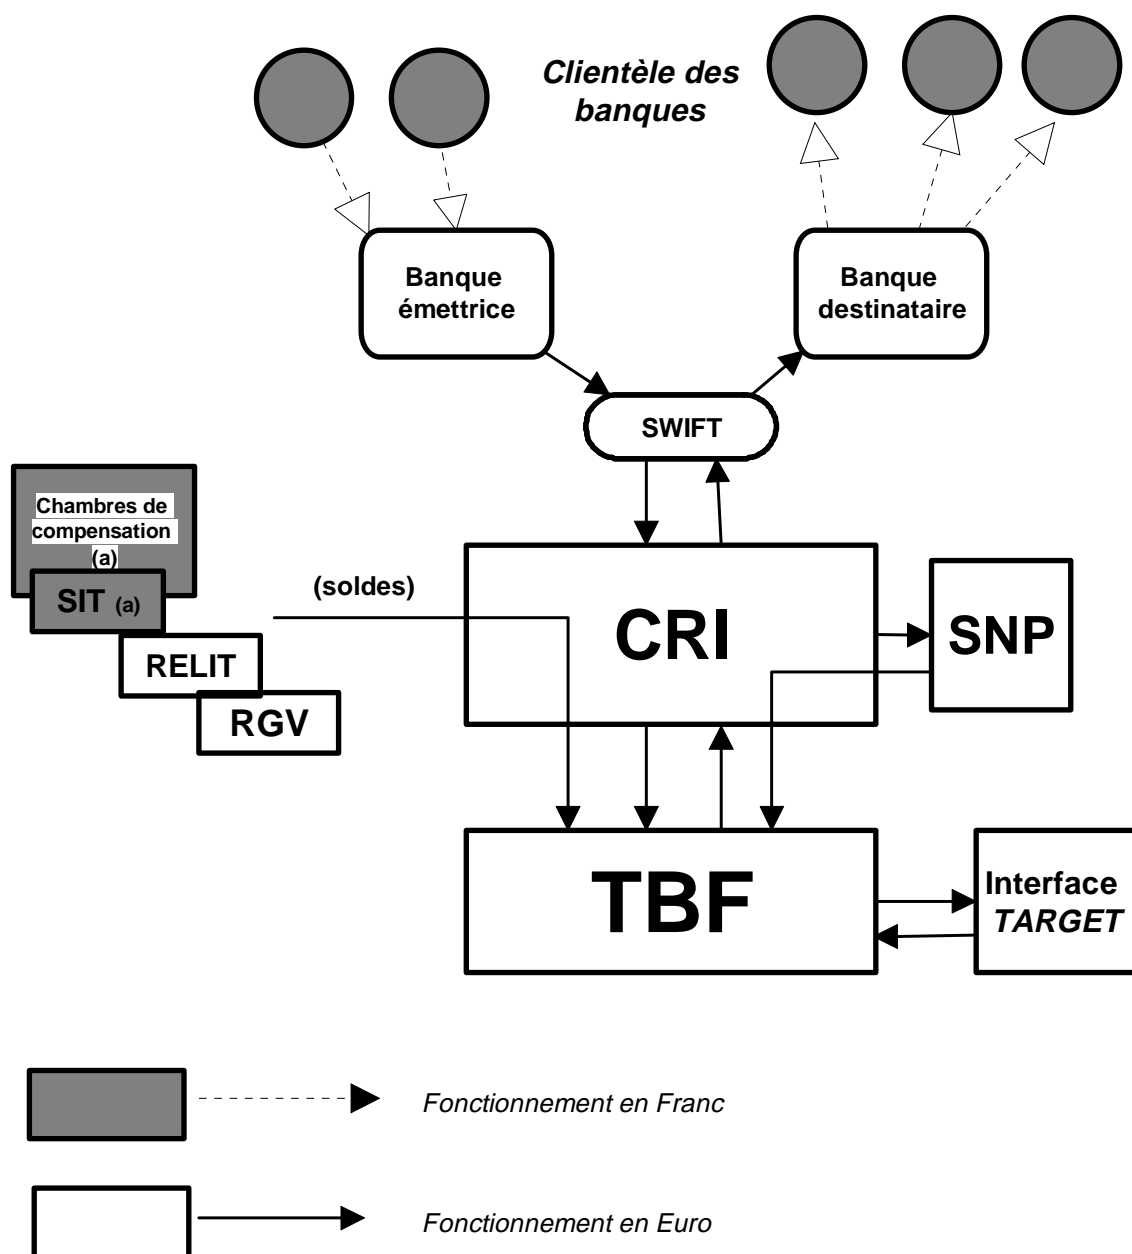 Clientèle des
banques
Banque
émettrice
Banque
destinataire
SWIFT
Chambres de
compensation
(a)
SIT (a)
(soldes)
CRI
SNP
RELIT
RGV
TBF
Interface
TARGET
Fonctionnement en Franc
Fonctionnement en Euro